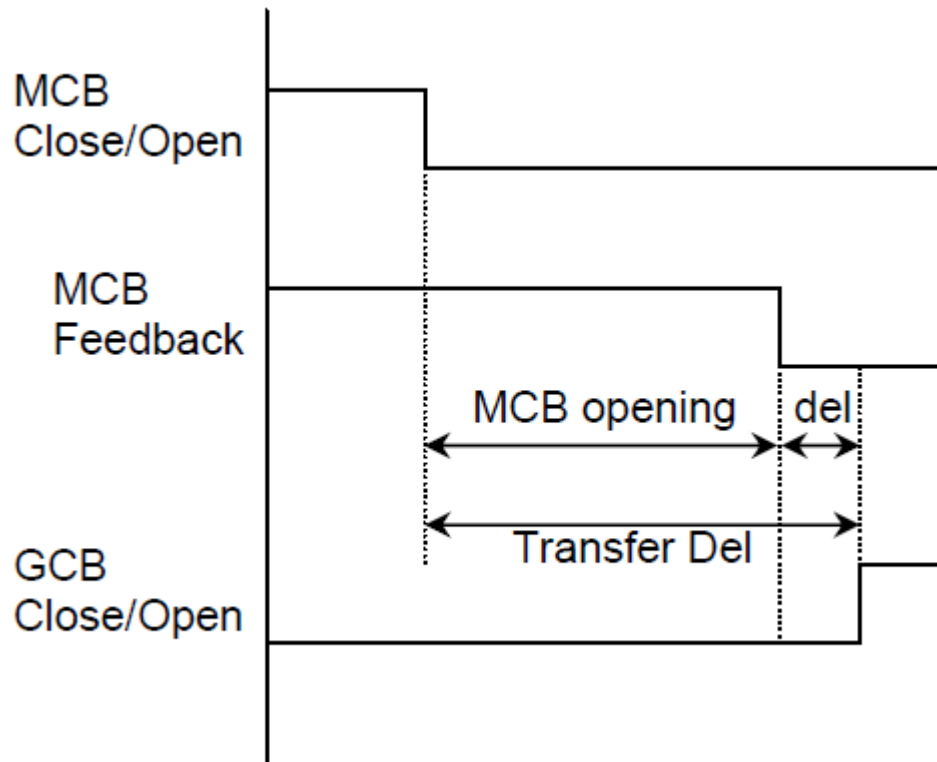 MCB
Close/Open
MCB
Feedback
MCB opening
del
Transfer Del
GCB
Close/Open